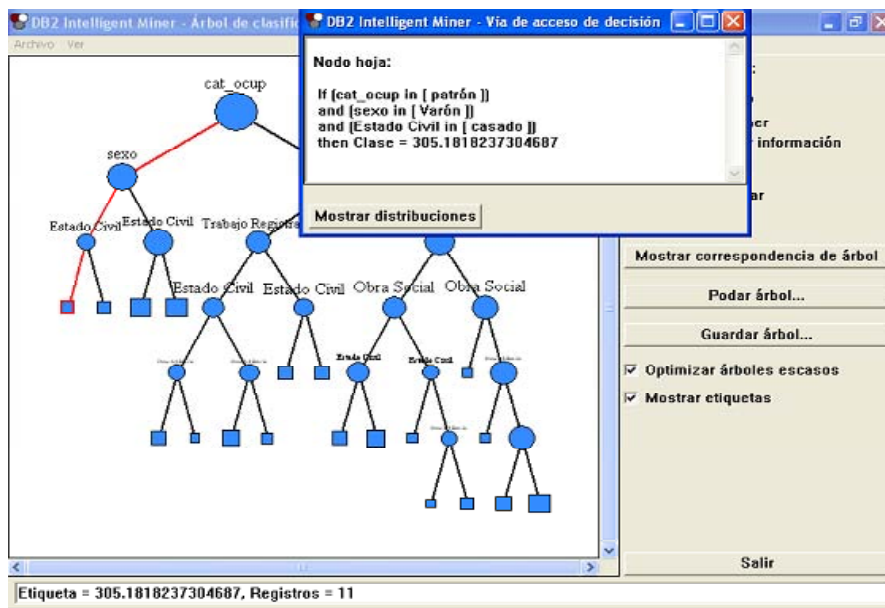 DB2 Intelligent Miner - Árbol de clasific
DB2 Intelligent Miner - Vía de acceso de decisión
Archivo Ver
Nodo hoja:
If (cat_ocup in [ patrón ])
and (sexo in [ Varón ])
and (Estado Civil in [ casado ])
then Clase = 305.1818237304687
Mostrar distribuciones
cat_ocup
sexo
Estado Civil
Estado Civil
Trabajo Registra
Estado Civil
Estado Civil
Obra Social
Obra Social
Estado Civil
Estado Civil
información
Mostrar correspondencia de árbol
Podar árbol...
Guardar árbol...
Optimizar árboles escasos
Mostrar etiquetas
Salir
Etiqueta = 305.1818237304687, Registros = 11